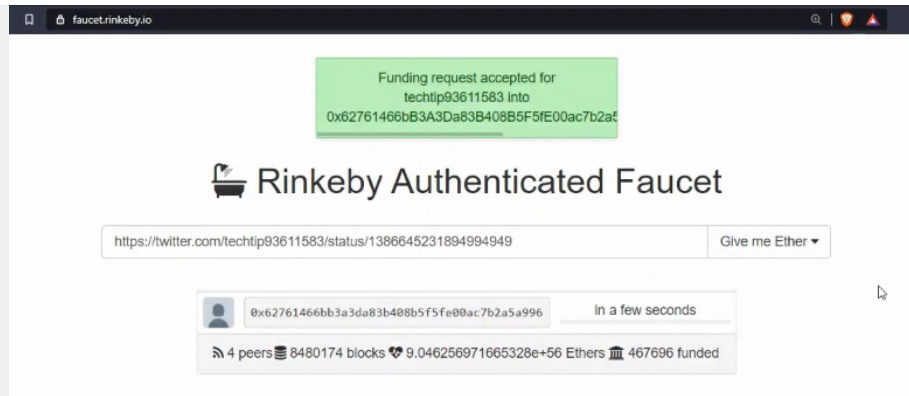 faucet.rinkeby.io
Funding request accepted for
techtip93611583 into
0x62761466bB3A3Da83B408B5F5fE00ac7b2a5
Rinkeby Authenticated Faucet
https://twitter.com/techtip93611583/status/1386645231894994949 Give me Ether
0x62761466bb3a3da83b408b5f5fe00ac7b2a5a996 in a few seconds
4 peers 8480174 blocks 9.046256971665328e+56 Ethers 467696 funded